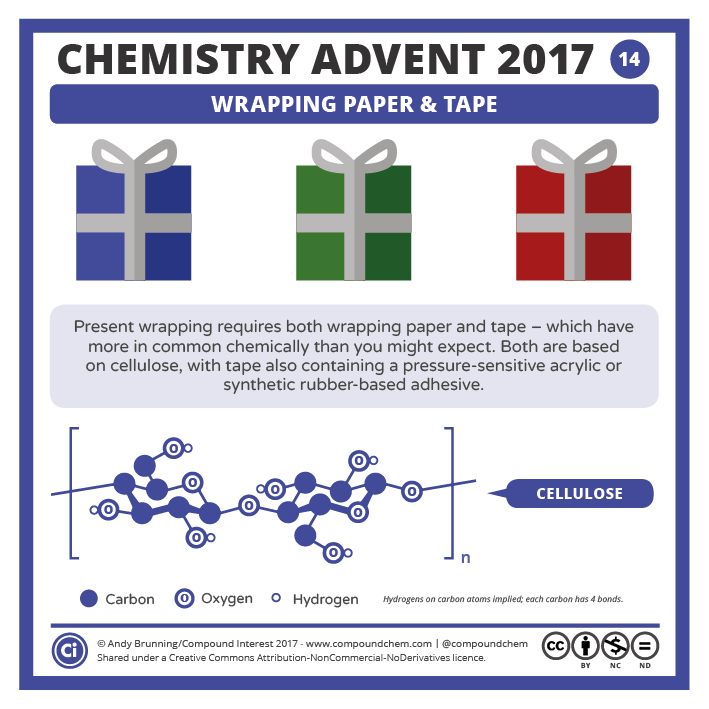 CHEMISTRY ADVENT 2017 14
WRAPPING PAPER & TAPE
Present wrapping requires both wrapping paper and tape – which have
more in common chemically than you might expect. Both are based
on cellulose, with tape also containing a pressure-sensitive acrylic or
synthetic rubber-based adhesive.
O
O
O
O
O
O
O
O
O
O
CELLULOSE
n
Carbon O Oxygen Hydrogen Hydrogens on carbon atoms implied; each carbon has 4 bonds.
Ci
© Andy Brunning/Compound Interest 2017 - www.compoundchem.com | @compoundchem
Shared under a Creative Commons Attribution-NonCommercial-NoDerivatives licence.
cc
BY NC ND